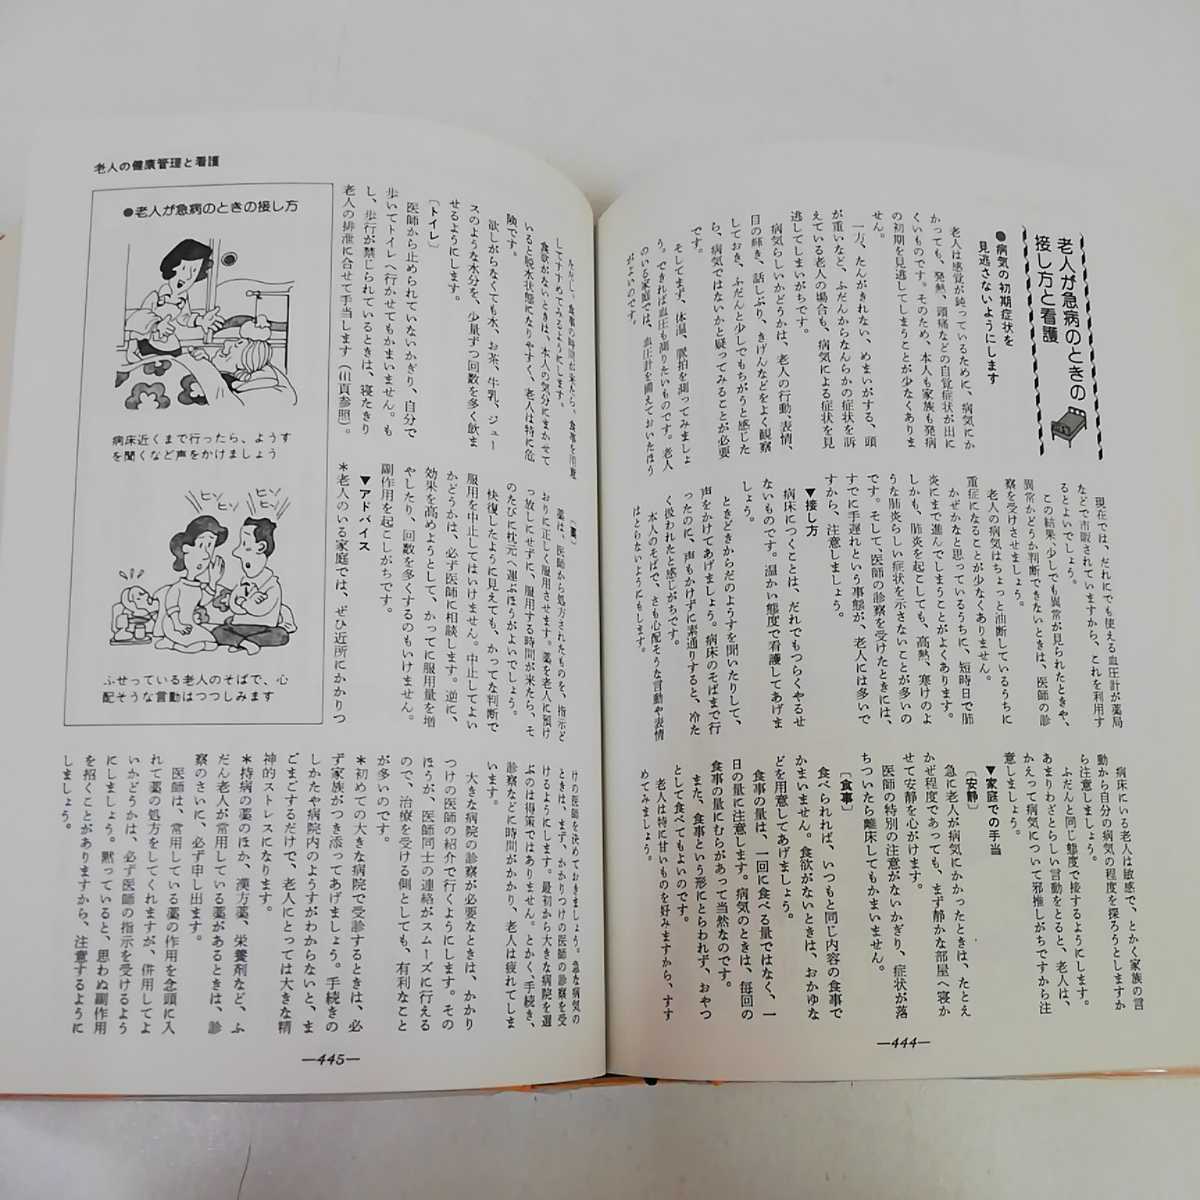 老人が急病のときの
接し方と看護
●病気の初期症状を
見逃さないようにします
老人は感覚が鈍っているために、病気にか
かっても、発熱、頭痛などの自覚症状が出に
くいものです。そのため、本人も家族も発病
の初期を見逃してしまうことが少なくありま
せん。
一方、たんがきれない、めまいがする、頭
が重いなど、ふだんからなんらかの症状を訴
えている老人の場合も、病気による症状を見
逃してしまいがちです。
病気らしいかどうかは、老人の行動、表情、
目の輝き、話しぶり、きげんなどをよく観察
しておき、ふだんと少しでもちがうと感じた
ら、病気ではないかと疑ってみることが必要
です。
そしてまず、体温、脈拍を測ってみましょ
う。できれば血圧も測りたいものです。老人
のいる家庭では、血圧計を備えておいたほう
がよいのです。
現在では、だれにでも使える血圧計が薬局
などで市販されていますから、これを利用す
るとよいでしょう。
この結果、少しでも異常が見られたときや、
異常かどうか判断できないときは、医師の診
察を受けさせましょう。
老人の病気はちょっと油断しているうちに
重症になることが少なくありません。
かぜかなと思っているうちに、短時日で肺
炎にまで進んでしまうことがよくあります。
しかも、肺炎を起こしても、高熱、寒けのよ
うな肺炎らしい症状を示さないことが多いの
です。そして、医師の診察を受けたときには、
すでに手遅れという事態が、老人には多いで
すから、注意しましょう。
▼接し方
病床につくことは、だれでもつらくやるせ
ないものです。温かい態度で看護してあげま
しょう。
ときどきからだのようすを聞いたりして、
声をかけてあげましょう。病床のそばまで行
ったのに、声もかけずに素通りすると、冷た
く扱われたと感じがちです。
本人のそばで、さも心配そうな言動や表情
はとらないようにもします。
病床にいる老人は敏感で、とかく家族の言
動から自分の病気の程度を探ろうとしますか
ら注意しましょう。
ふだんと同じ態度で接するようにします。
あまりわざとらしい言動をとると、老人は、
かえって病気について邪推しがちですから注
意しましょう。
▼家庭での手当
〔安静〕
急に老人が病気にかかったときは、たとえ
かぜ程度であっても、まず静かな部屋へ寝か
せて安静を心がけます。
医師の特別の注意がないかぎり、症状が落
ちついたら離床してもかまいません。
〔食事〕
食べられれば、いつもと同じ内容の食事で
かまいません。食欲がないときは、おかゆな
どを用意してあげましょう。
食事の量は、一回に食べる量ではなく、一
日の量に注意します。病気のときは、毎回の
食事の量にむらがあって当然なのです。
また、食事という形にとらわれず、おやつ
として食べてもよいのです。
老人は特に甘いものを好みますから、すす
めてみましょう。
—444—
老人の健康管理と看護
してすすめてみるようにします。
食欲がないときは、本人の気分にまかせて
いると脱水状態になりやすく、老人は特に危
険です。
欲しがらなくても水、お茶、牛乳、ジュー
スのような水分を、少量ずつ回数を多く飲ま
せるようにします。
〔トイレ〕
医師から止められていないかぎり、自分で
歩いてトイレへ行かせてもかまいません。も
し、歩行が禁じられているときは、寝たきり
老人の排泄に合せて手当します
〔薬〕
薬は、医師から処方されたものを、指示ど
おりに正しく服用させます。薬を老人に預け
っ放しにせずに、服用する時間が来たら、そ
のたびに枕元へ運ぶほうがよいでしょう。
快復したように見えても、かってな判断で
服用を中止してはいけません。中止してよい
かどうかは、必ず医師に相談します。逆に、
効果を高めようとして、かってに服用量を増
やしたり、回数を多くするのもいけません。
副作用を起こしがちです。
▼アドバイス
*老人のいる家庭では、ぜひ近所にかかりつ
けの医師を決めておきましょう。急な病気の
ときは、まず、かかりつけの医師の診察を受
けるようにします。最初から大きな病院を選
ぶのは得策ではありません。とかく、手続き、
診察などに時間がかかり、老人は疲れてしま
います。
大きな病院の診察が必要なときは、かかり
つけの医師の紹介で行くようにします。その
ほうが、医師同士の連絡がスムーズに行える
ので、治療を受ける側としても、有利なこと
が多いのです。
*初めての大きな病院で受診するときは、必
ず家族がつき添ってあげましょう。手続きの
しかたや病院内のようすがわからないと、ま
ごまごするだけで、老人にとっては大きな精
神的ストレスになります。
*持病の薬のほか、漢方薬、栄養剤など、ふ
だん老人が常用している薬があるときは、診
察のさいに、必ず申し出ます。
医師は、常用している薬の作用を念頭に入
れて薬の処方をしてくれますが、併用してよ
いかどうかは、必ず医師の指示を受けるよう
にしましょう。黙っていると、思わぬ副作用
を招くことがありますから、注意するように
しましょう。
●老人が急病のときの接し方
病床近くまで行ったら、ようす
を聞くなど声をかけましょう
ヒソ
ヒソ
ヒソ
ふせっている老人のそばで、心
配そうな言動はつつしみます
—445—